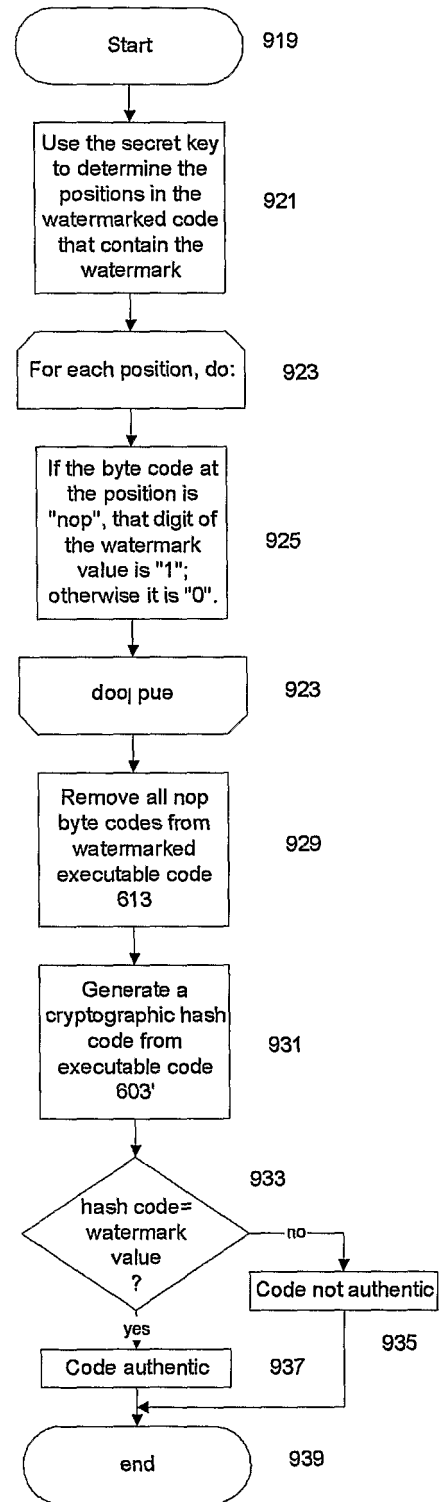 Start
919
Use the secret key
to determine the
positions in the
watermarked code
that contain the
watermark
921
For each position, do:
923
If the byte code at
the position is
"nop", that digit of
the watermark
value is "1";
otherwise it is "0".
925
end loop
923
Remove all nop
byte codes from
watermarked
executable code
613
929
Generate a
cryptographic hash
code from
executable code
603'
931
933
hash code=
watermark
value
?
no
Code not authentic
935
yes
Code authentic
937
end
939